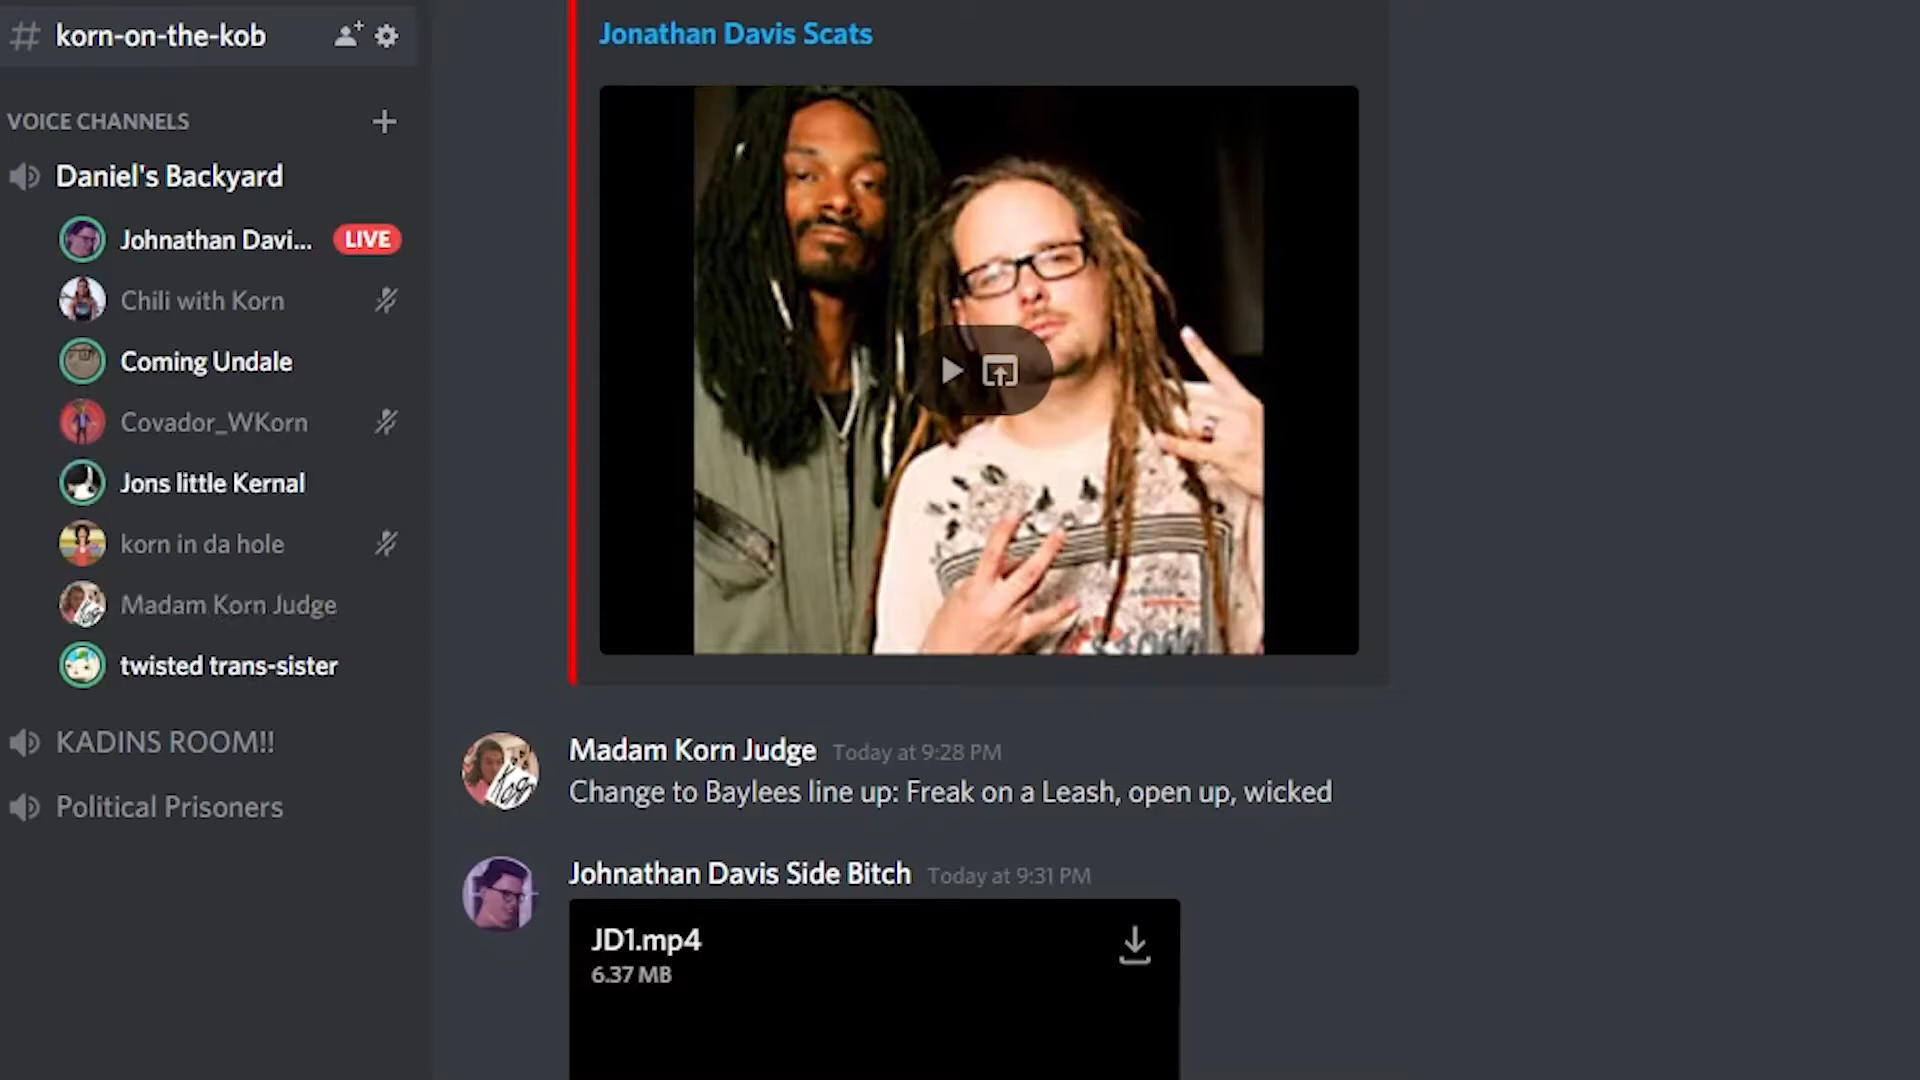 # korn-on-the-kob
VOICE CHANNELS
Daniel's Backyard
Johnathan Davi... LIVE
Chili with Korn
Coming Undale
Covador_WKorn
Jons little Kernal
korn in da hole
Madam Korn Judge
twisted trans-sister
KADINS ROOM!!
Political Prisoners
Jonathan Davis Scats
Madam Korn Judge Today at 9:28 PM
Change to Baylees line up: Freak on a Leash, open up, wicked
Johnathan Davis Side Bitch Today at 9:31 PM
JD1.mp4
6.37 MB